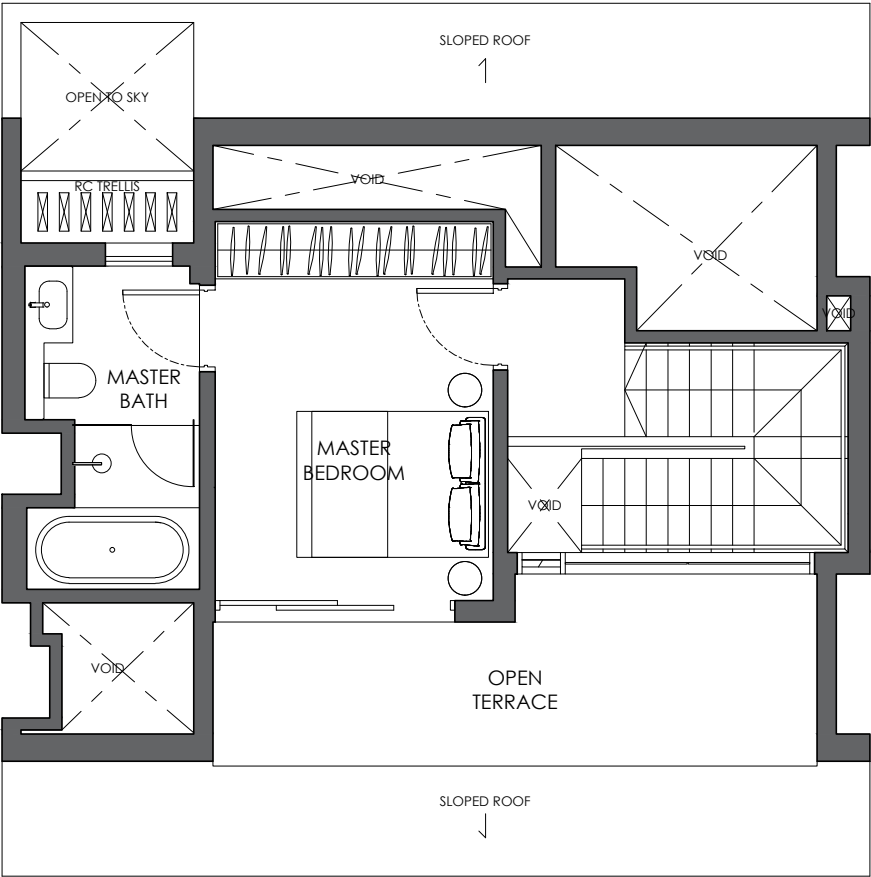 SLOPED ROOF
OPEN TO SKY
RC TRELLIS
VOID
VOID
VOID
MASTER
BATH
MASTER
BEDROOM
VOID
VOID
OPEN
TERRACE
SLOPED ROOF